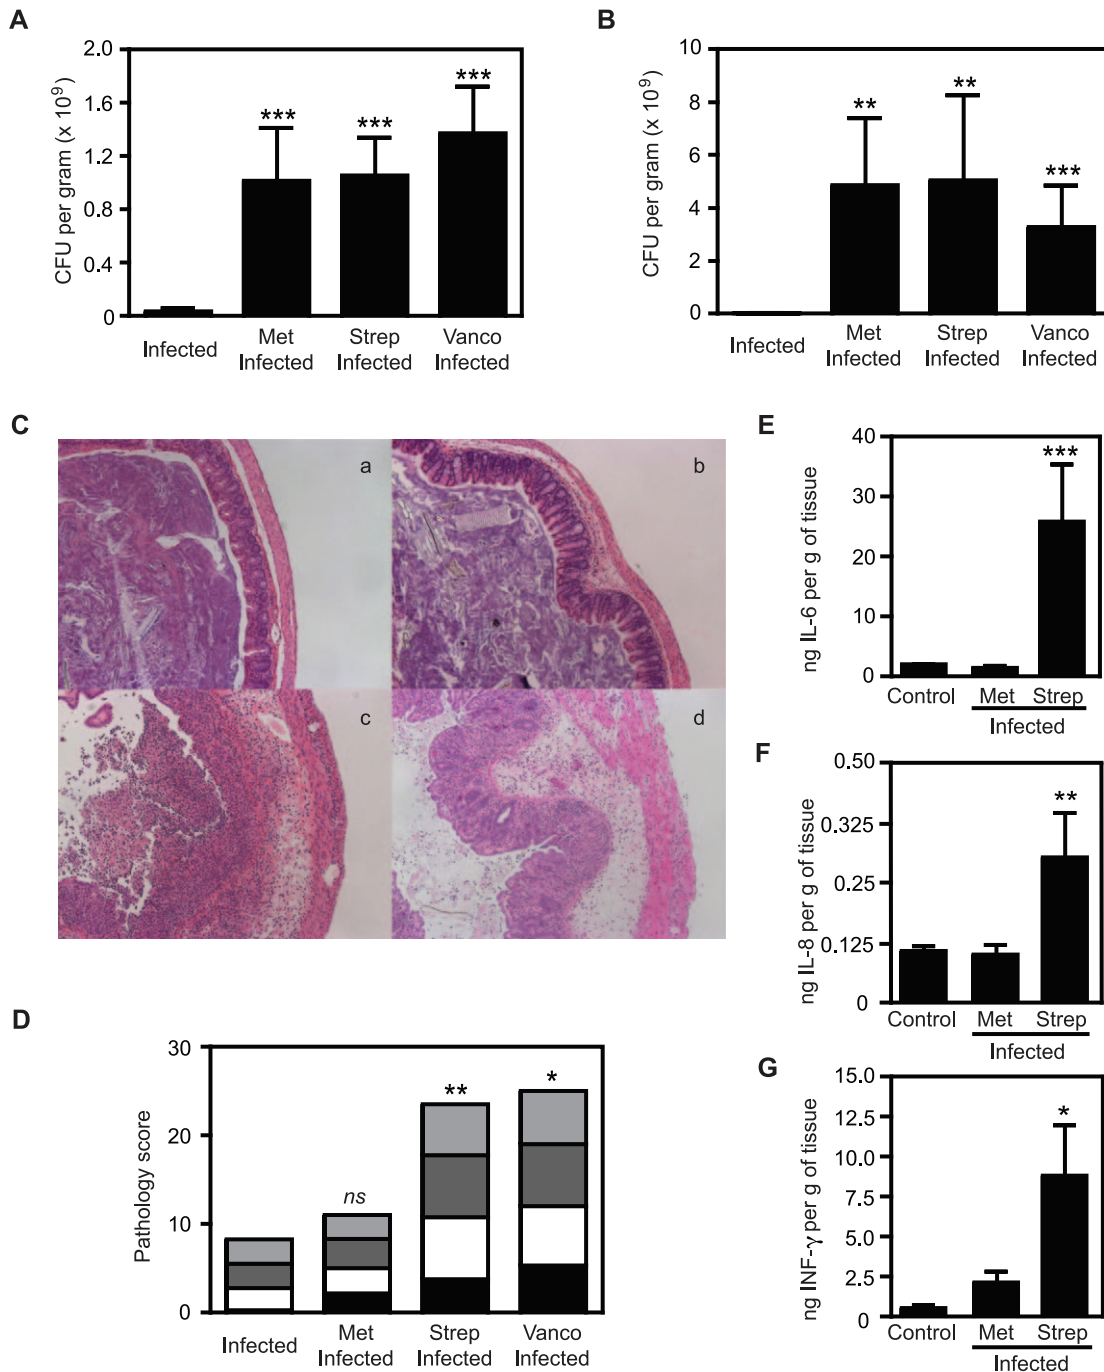 A
CFU per gram (x 10⁹)
2.0
1.6
1.2
0.8
0.4
0
***
***
***
Infected
Met
Infected
Strep
Infected
Vanco
Infected
B
CFU per gram (x 10⁹)
10
8
6
4
2
0
**
**
***
Infected
Met
Infected
Strep
Infected
Vanco
Infected
C
a
b
c
d
D
Pathology score
30
20
10
0
ns
**
*
Infected
Met
Infected
Strep
Infected
Vanco
Infected
E
ng IL-6 per g of tissue
40
30
20
10
0
***
Control
Met
Strep
Infected
F
ng IL-8 per g of tissue
0.50
0.325
0.25
0.125
0
**
Control
Met
Strep
Infected
G
ng INF-γ per g of tissue
15.0
12.5
10.0
7.5
5.0
2.5
0
*
Control
Met
Strep
Infected